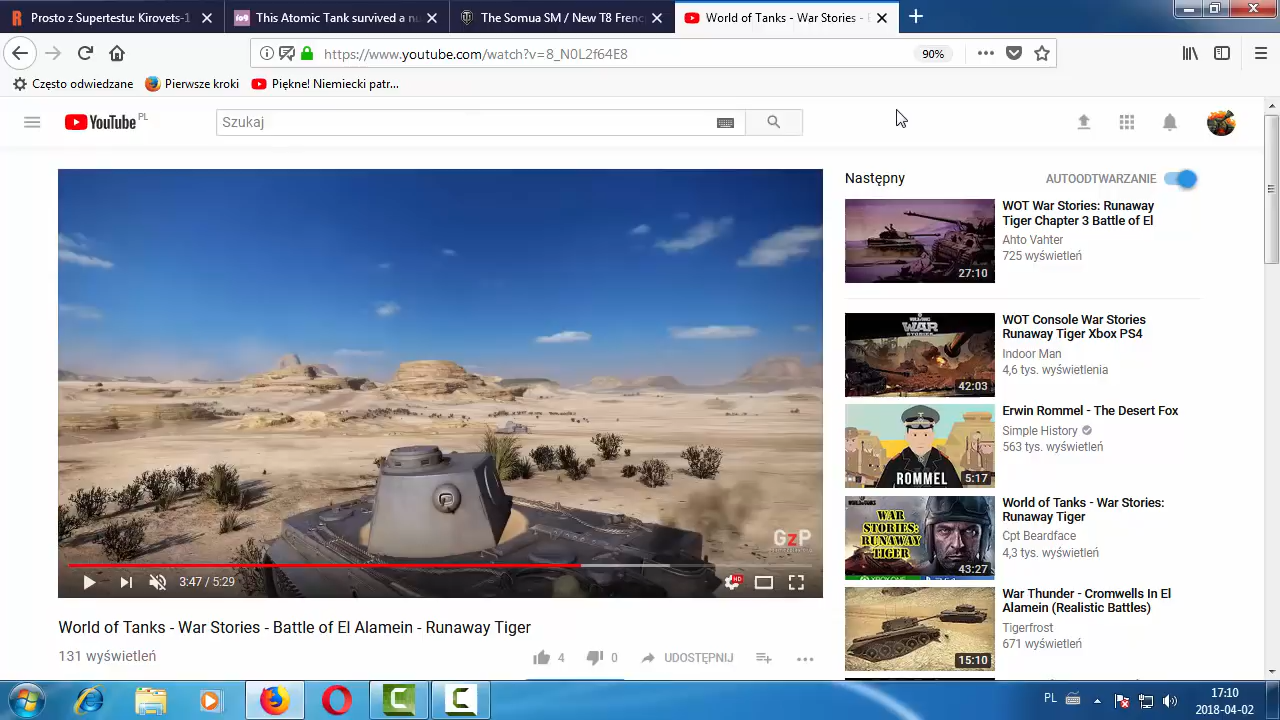 Prosto z SuperTestu: Kirovets-1
This Atomic Tank survived a nu
The Somua SM / New T8 Frenc
World of Tanks - War Stories -
https://www.youtube.com/watch?v=8_N0L2f64E8
90%
Często odwiedzane
Pierwsze kroki
Piękne! Niemiecki patr...
YouTube PL
Szukaj
Następny
AUTOODTWARZANIE
WOT War Stories: Runaway
Tiger Chapter 3 Battle of El
Ahto Vahter
725 wyświetleń
27:10
WOT Console War Stories
Runaway Tiger Xbox PS4
Indoor Man
4,6 tys. wyświetlenia
WAR
STORIES
42:03
Erwin Rommel - The Desert Fox
Simple History
563 tys. wyświetleń
ROMMEL
5:17
World of Tanks - War Stories:
Runaway Tiger
Cpt Beardface
4,3 tys. wyświetleń
WAR
STORIES:
RUNAWAY
TIGER
43:27
War Thunder - Cromwells In El
Alamein (Realistic Battles)
Tigerfrost
671 wyświetleń
15:10
GzP
3:47 / 5:29
HD
World of Tanks - War Stories - Battle of El Alamein - Runaway Tiger
131 wyświetleń
4
0
UDOSTĘPNIJ
PL
17:10
2018-04-02